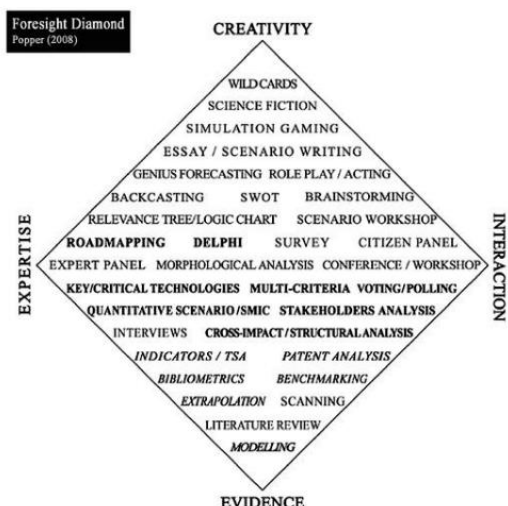 Foresight Diamond
Popper (2008)
CREATIVITY
WILD CARDS
SCIENCE FICTION
SIMULATION GAMING
ESSAY / SCENARIO WRITING
GENIUS FORECASTING ROLE PLAY / ACTING
BACKCASTING SWOT BRAINSTORMING
RELEVANCE TREE/LOGIC CHART SCENARIO WORKSHOP
ROADMAPPING DELPHI SURVEY CITIZEN PANEL
EXPERTISE
INTERACTION
EXPERT PANEL MORPHOLOGICAL ANALYSIS CONFERENCE / WORKSHOP
KEY/CRITICAL TECHNOLOGIES MULTI-CRITERIA VOTING/POLLING
QUANTITATIVE SCENARIO/SMIC STAKEHOLDERS ANALYSIS
INTERVIEWS CROSS-IMPACT / STRUCTURAL ANALYSIS
INDICATORS / TSA PATENT ANALYSIS
BIBLIOMETRICS BENCHMARKING
EXTRAPOLATION SCANNING
LITERATURE REVIEW
MODELLING
EVIDENCE